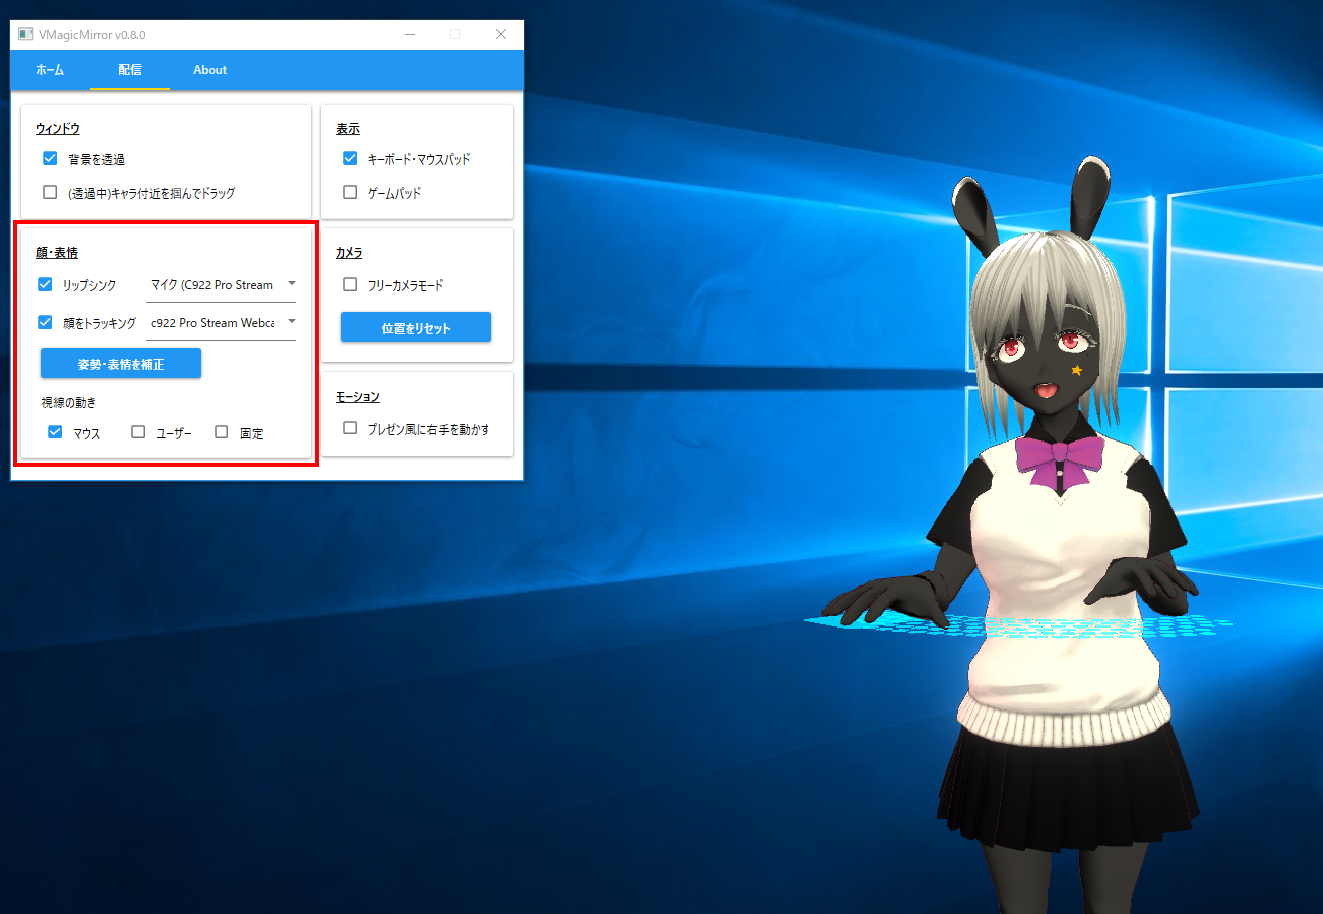 VMagicMirror v0.8.0
ホーム 配信 About
ウィンドウ
背景を透過
(透過中)キャラ付近を掴んでドラッグ
表示
キーボード・マウスパッド
ゲームパッド
顔・表情
リップシンク マイク (C922 Pro Stream
顔をトラッキング c922 Pro Stream Webca
姿勢・表情を補正
視線の動き
マウス ユーザー 固定
カメラ
フリーカメラモード
位置をリセット
モーション
プレゼン風に右手を動かす